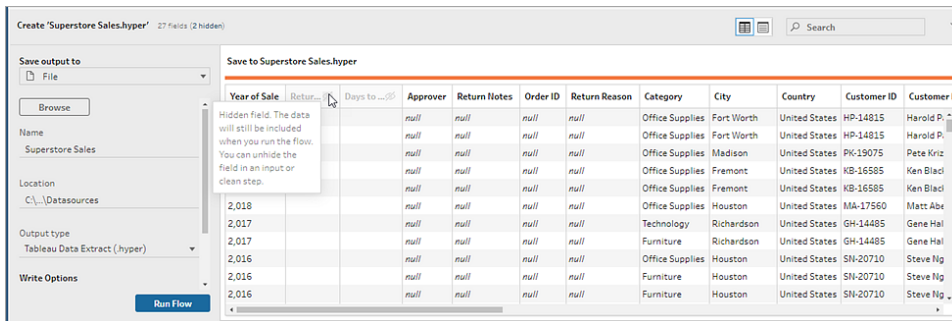 Create 'Superstore Sales.hyper' 27 fields (2 hidden)
Search
Save output to
File
Browse
Name
Superstore Sales
Location
C:\...\Datasources
Output type
Tableau Data Extract (.hyper)
Write Options
Run Flow
Save to Superstore Sales.hyper
Year of Sale Retur... Days to ... Approver Return Notes Order ID Return Reason Category City Country Customer ID Customer
Hidden field. The data
will still be included
when you run the flow.
You can unhide the
field in an input or
clean step.
null null null null Office Supplies Fort Worth United States HP-14815 Harold P
null null null null Office Supplies Fort Worth United States HP-14815 Harold P
null null null null Office Supplies Madison United States PK-19075 Pete Kriz
null null null null Office Supplies Fremont United States KB-16585 Ken Blacl
null null null null Office Supplies Fremont United States KB-16585 Ken Blacl
2,018 null null null null Office Supplies Houston United States MA-17560 Matt Abe
2,017 null null null null Technology Richardson United States GH-14485 Gene Hal
2,017 null null null null Furniture Richardson United States GH-14485 Gene Hal
2,016 null null null null Office Supplies Houston United States SN-20710 Steve Ng
2,016 null null null null Furniture Houston United States SN-20710 Steve Ng
2,016 null null null null Furniture Houston United States SN-20710 Steve Ng